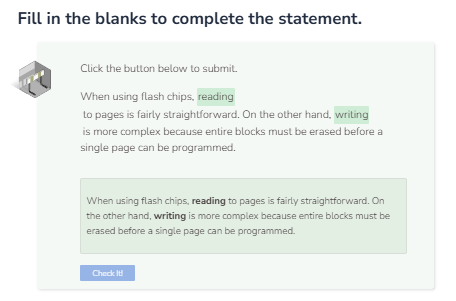 Fill in the blanks to complete the statement.
Click the button below to submit.
When using flash chips, reading
to pages is fairly straightforward. On the other hand, writing
is more complex because entire blocks must be erased before a
single page can be programmed.
When using flash chips, reading to pages is fairly straightforward. On
the other hand, writing is more complex because entire blocks must be
erased before a single page can be programmed.
Check It!